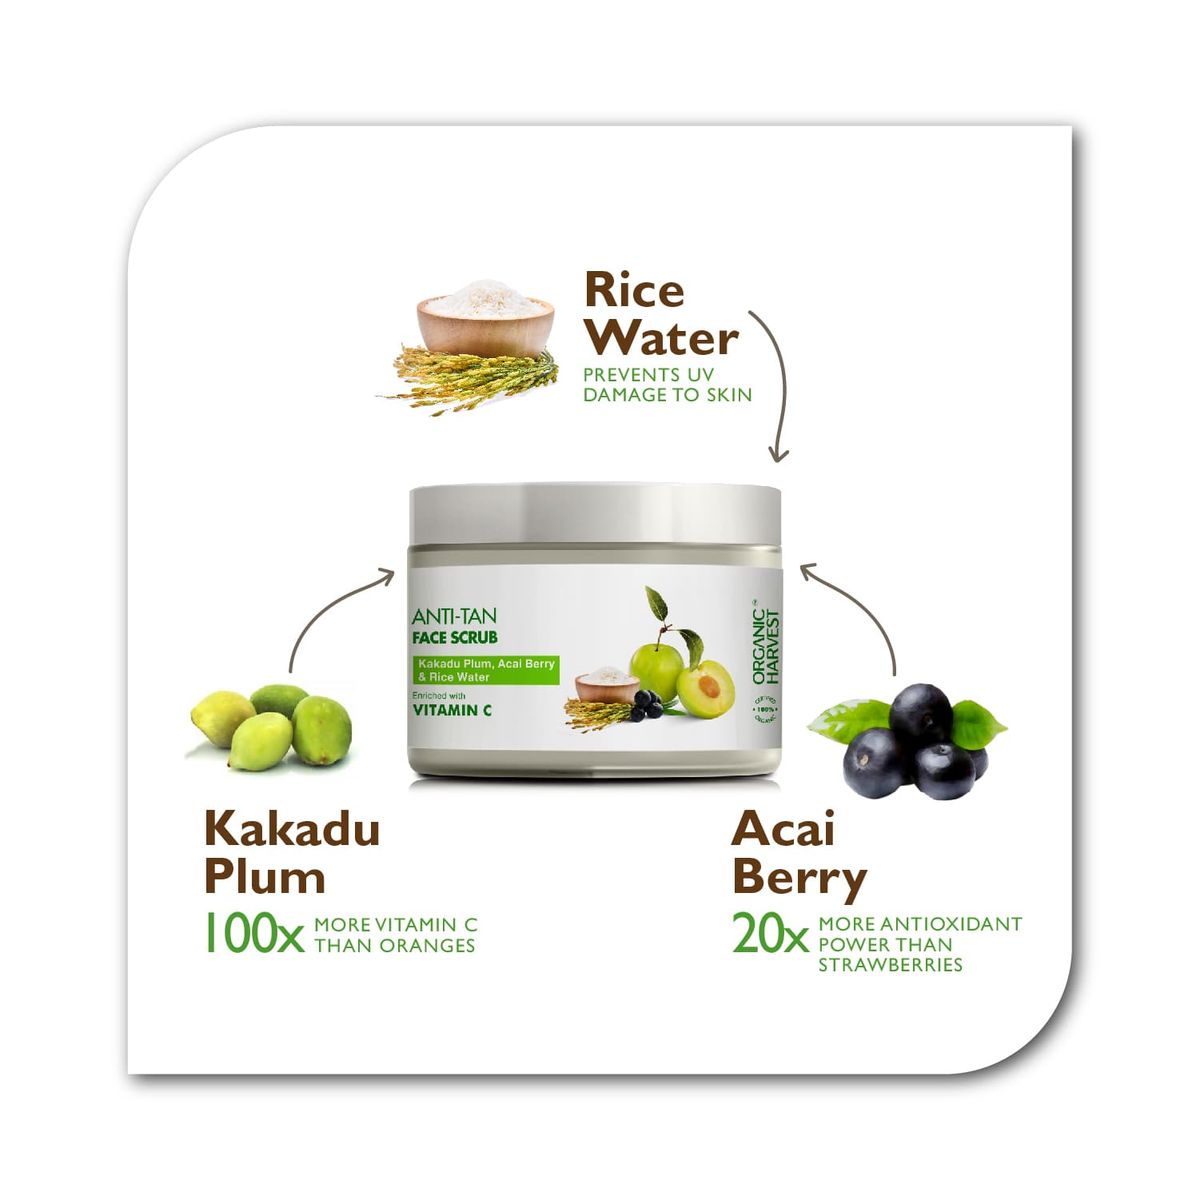 Rice
Water
PREVENTS UV
DAMAGE TO SKIN
ANTI-TAN
FACE SCRUB
Kakadu Plum, Acai Berry
& Rice Water
Enriched with
VITAMIN C
ORGANIC
HARVEST
®
CERTIFIED
• 100% •
ORGANIC
Kakadu
Plum
100x MORE VITAMIN C
THAN ORANGES
Acai
Berry
20x MORE ANTIOXIDANT
POWER THAN
STRAWBERRIES